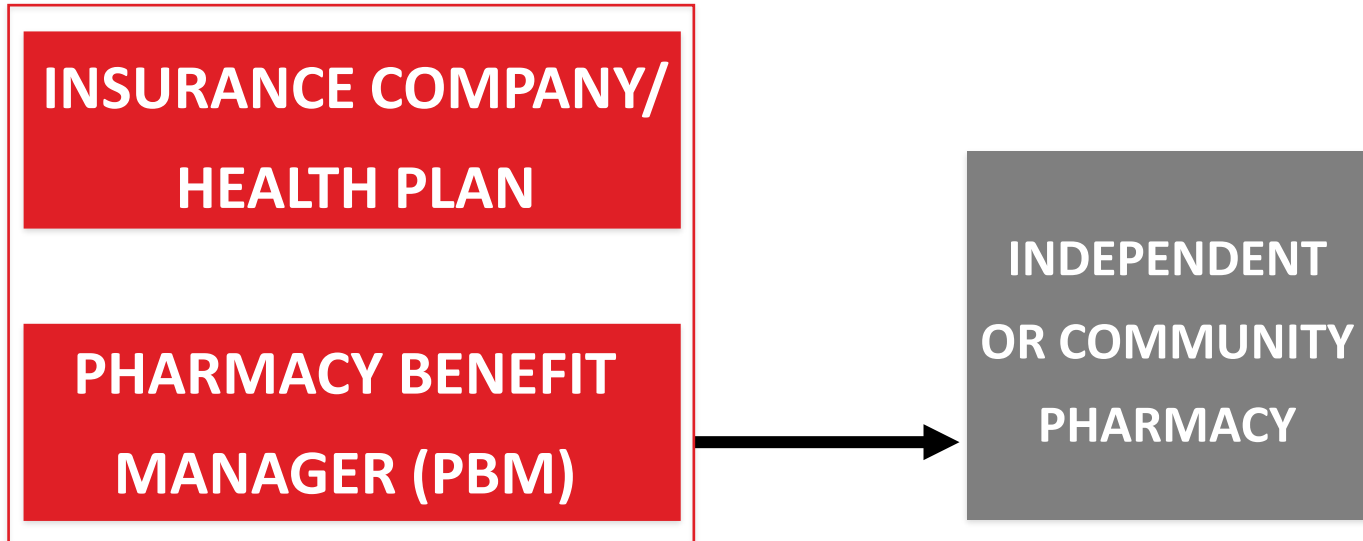 INSURANCE COMPANY/
HEALTH PLAN
PHARMACY BENEFIT
MANAGER (PBM)
INDEPENDENT
OR COMMUNITY
PHARMACY